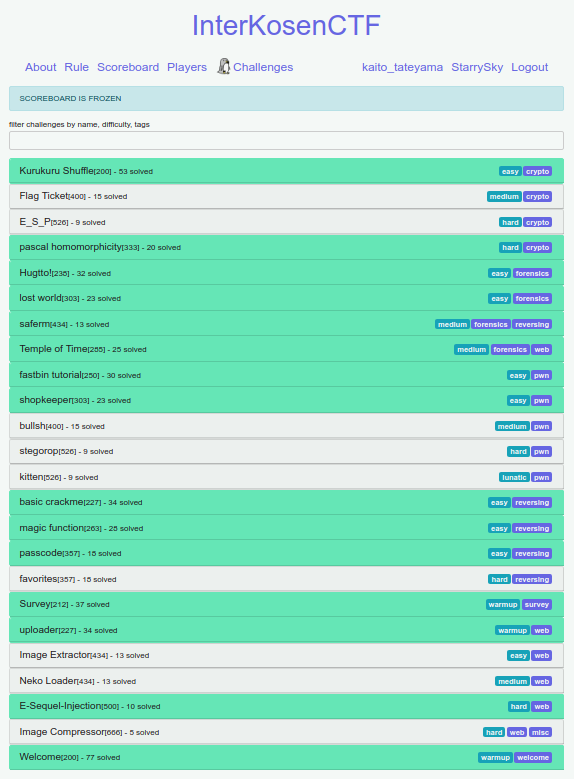 InterKosenCTF
About Rule Scoreboard Players Challenges kaito_tateyama StarrySky Logout
SCOREBOARD IS FROZEN
filter challenges by name, difficulty, tags
Kurukuru Shuffle[200] - 53 solved easy crypto
Flag Ticket[400] - 15 solved medium crypto
E_S_P[526] - 9 solved hard crypto
pascal homomorphicity[333] - 20 solved hard crypto
Hugtto![238] - 32 solved easy forensics
lost world[303] - 23 solved easy forensics
saferm[434] - 13 solved medium forensics reversing
Temple of Time[285] - 25 solved medium forensics web
fastbin tutorial[250] - 30 solved easy pwn
shopkeeper[303] - 23 solved easy pwn
bullsh[400] - 15 solved medium pwn
stegorop[526] - 9 solved hard pwn
kitten[526] - 9 solved lunatic pwn
basic crackme[227] - 34 solved easy reversing
magic function[263] - 28 solved easy reversing
passcode[357] - 18 solved easy reversing
favorites[357] - 18 solved hard reversing
Survey[212] - 37 solved warmup survey
uploader[227] - 34 solved warmup web
Image Extractor[434] - 13 solved easy web
Neko Loader[434] - 13 solved medium web
E-Sequel-Injection[500] - 10 solved hard web
Image Compressor[666] - 5 solved hard web misc
Welcome[200] - 77 solved warmup welcome